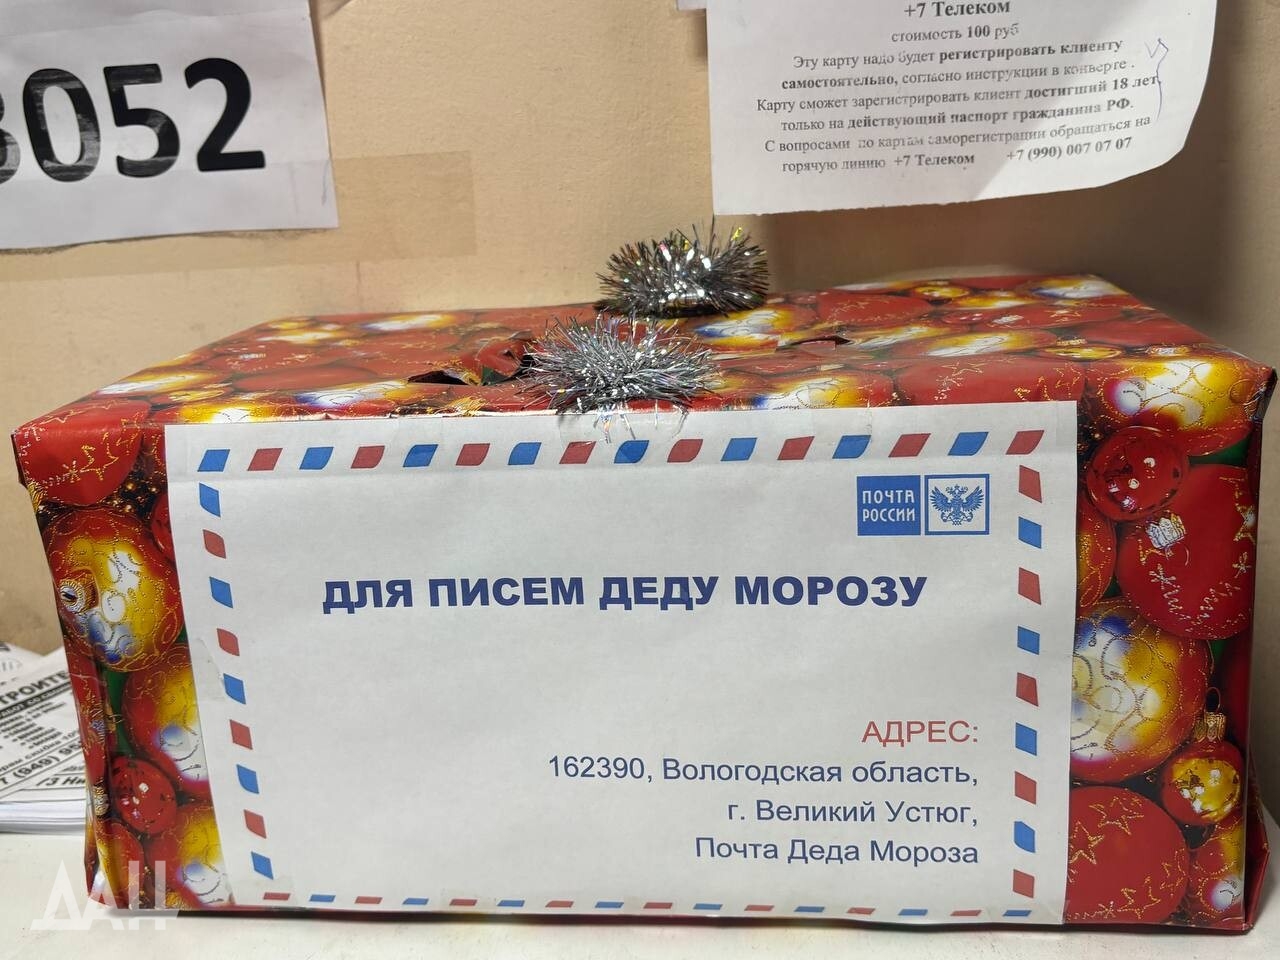 3052
+7 Телеком
стоимость 100 руб
Эту карту надо будет регистрировать клиенту
самостоятельно, согласно инструкции в конверте .
Карту сможет зарегистрировать клиент достигший 18 лет,
только на действующий паспорт гражданина РФ.
С вопросами по картам саморегистрации обращаться на
горячую линию +7 Телеком +7 (990) 007 07 07
ПОЧТА
РОССИИ
ДЛЯ ПИСЕМ ДЕДУ МОРОЗУ
АДРЕС:
162390, Вологодская область,
г. Великий Устюг,
Почта Деда Мороза
ДАН